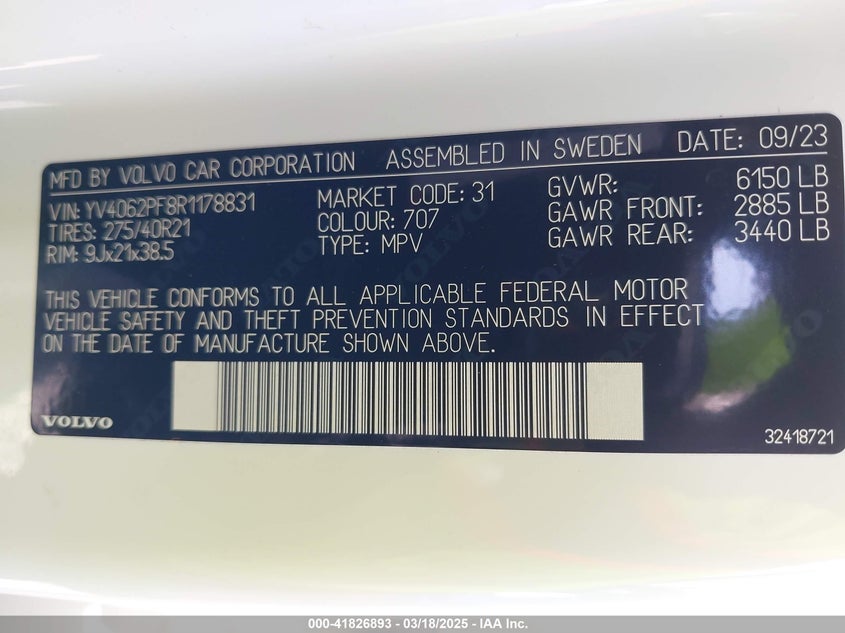 MFD BY VOLVO CAR CORPORATION ASSEMBLED IN SWEDEN DATE: 09/23
VIN: YV4062PF8R1178831 MARKET CODE: 31 GVWR: 6150 LB
TIRES: 275/40R21 COLOUR: 707 GAWR FRONT: 2885 LB
RIM: 9Jx21x38.5 TYPE: MPV GAWR REAR: 3440 LB
THIS VEHICLE CONFORMS TO ALL APPLICABLE FEDERAL MOTOR
VEHICLE SAFETY AND THEFT PREVENTION STANDARDS IN EFFECT
ON THE DATE OF MANUFACTURE SHOWN ABOVE.
VOLVO
32418721
000-41826893 — 03/18/2025 — IAA Inc.